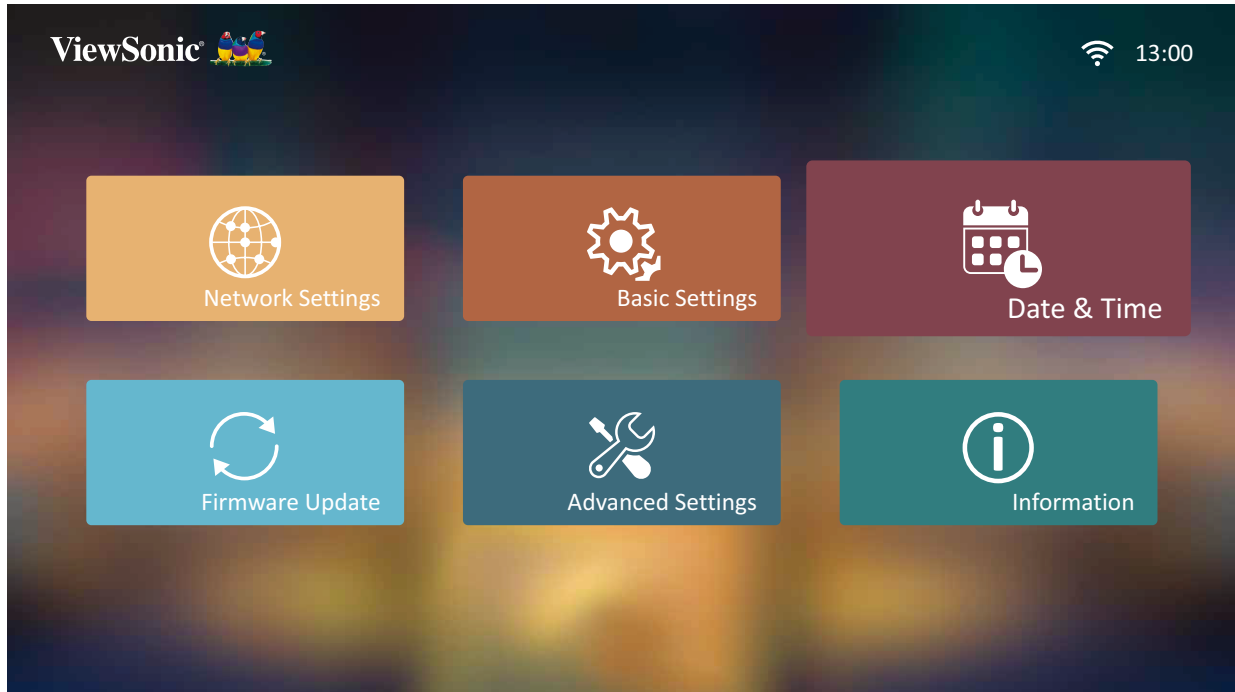 ViewSonic®
13:00
Network Settings
Basic Settings
Date & Time
Firmware Update
Advanced Settings
Information